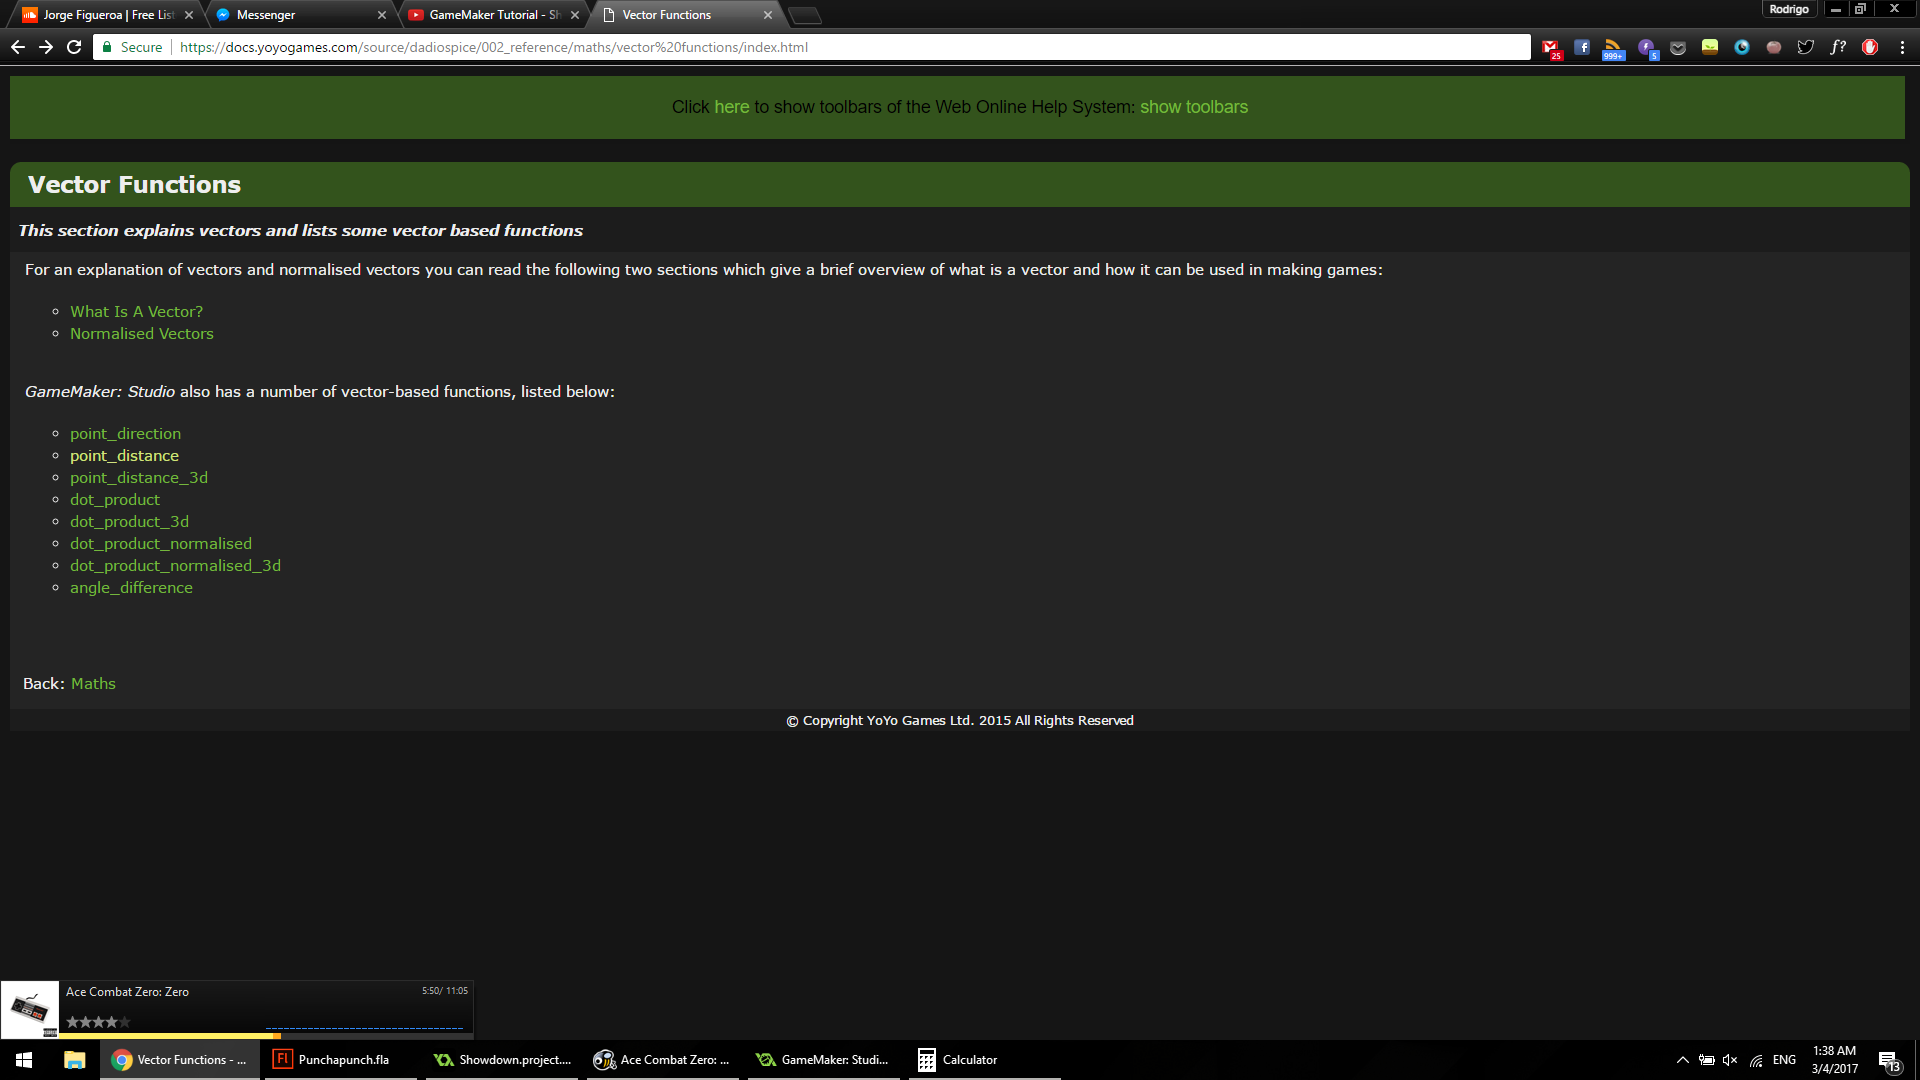 Jorge Figueroa | Free List
Messenger
GameMaker Tutorial - Sh
Vector Functions
Rodrigo
Secure
https://docs.yoyogames.com/source/dadiospice/002_reference/maths/vector%20functions/index.html
25
999+
5
f?
Click here to show toolbars of the Web Online Help System: show toolbars
Vector Functions
This section explains vectors and lists some vector based functions
For an explanation of vectors and normalised vectors you can read the following two sections which give a brief overview of what is a vector and how it can be used in making games:
What Is A Vector?
Normalised Vectors
GameMaker: Studio also has a number of vector-based functions, listed below:
point_direction
point_distance
point_distance_3d
dot_product
dot_product_3d
dot_product_normalised
dot_product_normalised_3d
angle_difference
Back: Maths
© Copyright YoYo Games Ltd. 2015 All Rights Reserved
Ace Combat Zero: Zero
5:50/ 11:05
Vector Functions - ...
Fl
Punchapunch.fla
Showdown.project....
Ace Combat Zero: ...
GameMaker: Studi...
Calculator
ENG
1:38 AM
3/4/2017
13